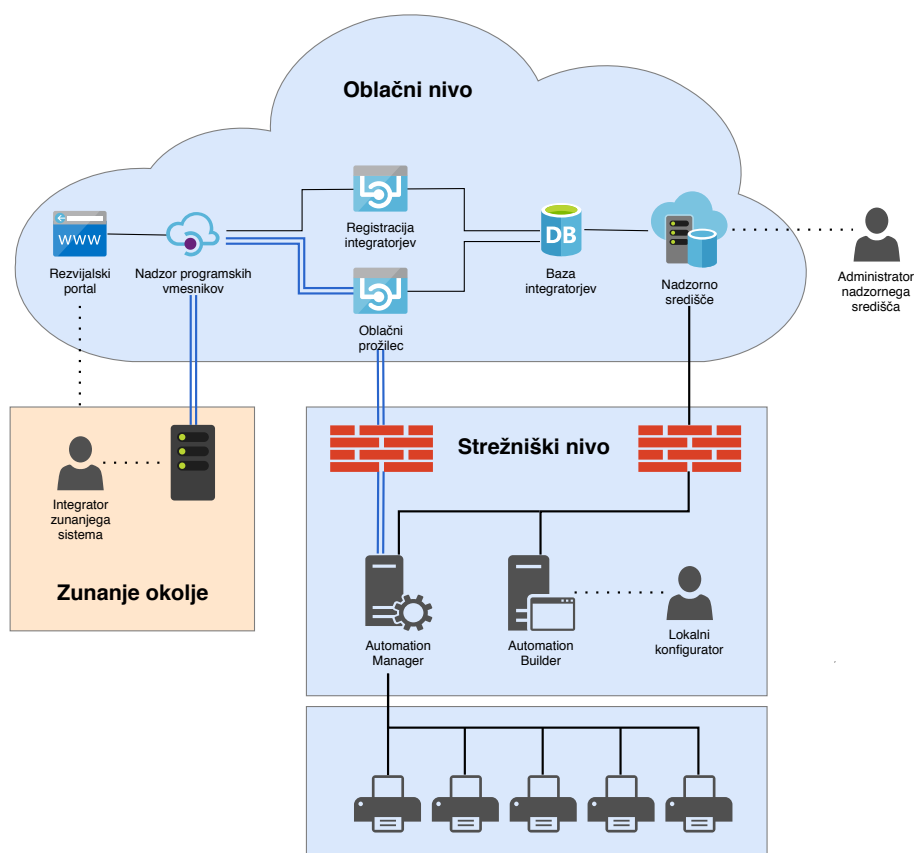 Oblačni nivo
Registracija
integratorjev
WWW
DB
Rezvijalski
portal
Nadzor programskih
vmesnikov
Baza
integratorjev
Nadzorno
središče
Administrator
nadzornega
središča
Oblačni
prožilec
Strežniški nivo
Integrator
zunanjega
sistema
Zunanje okolje
Automation
Manager
Automation
Builder
Lokalni
konfigurator